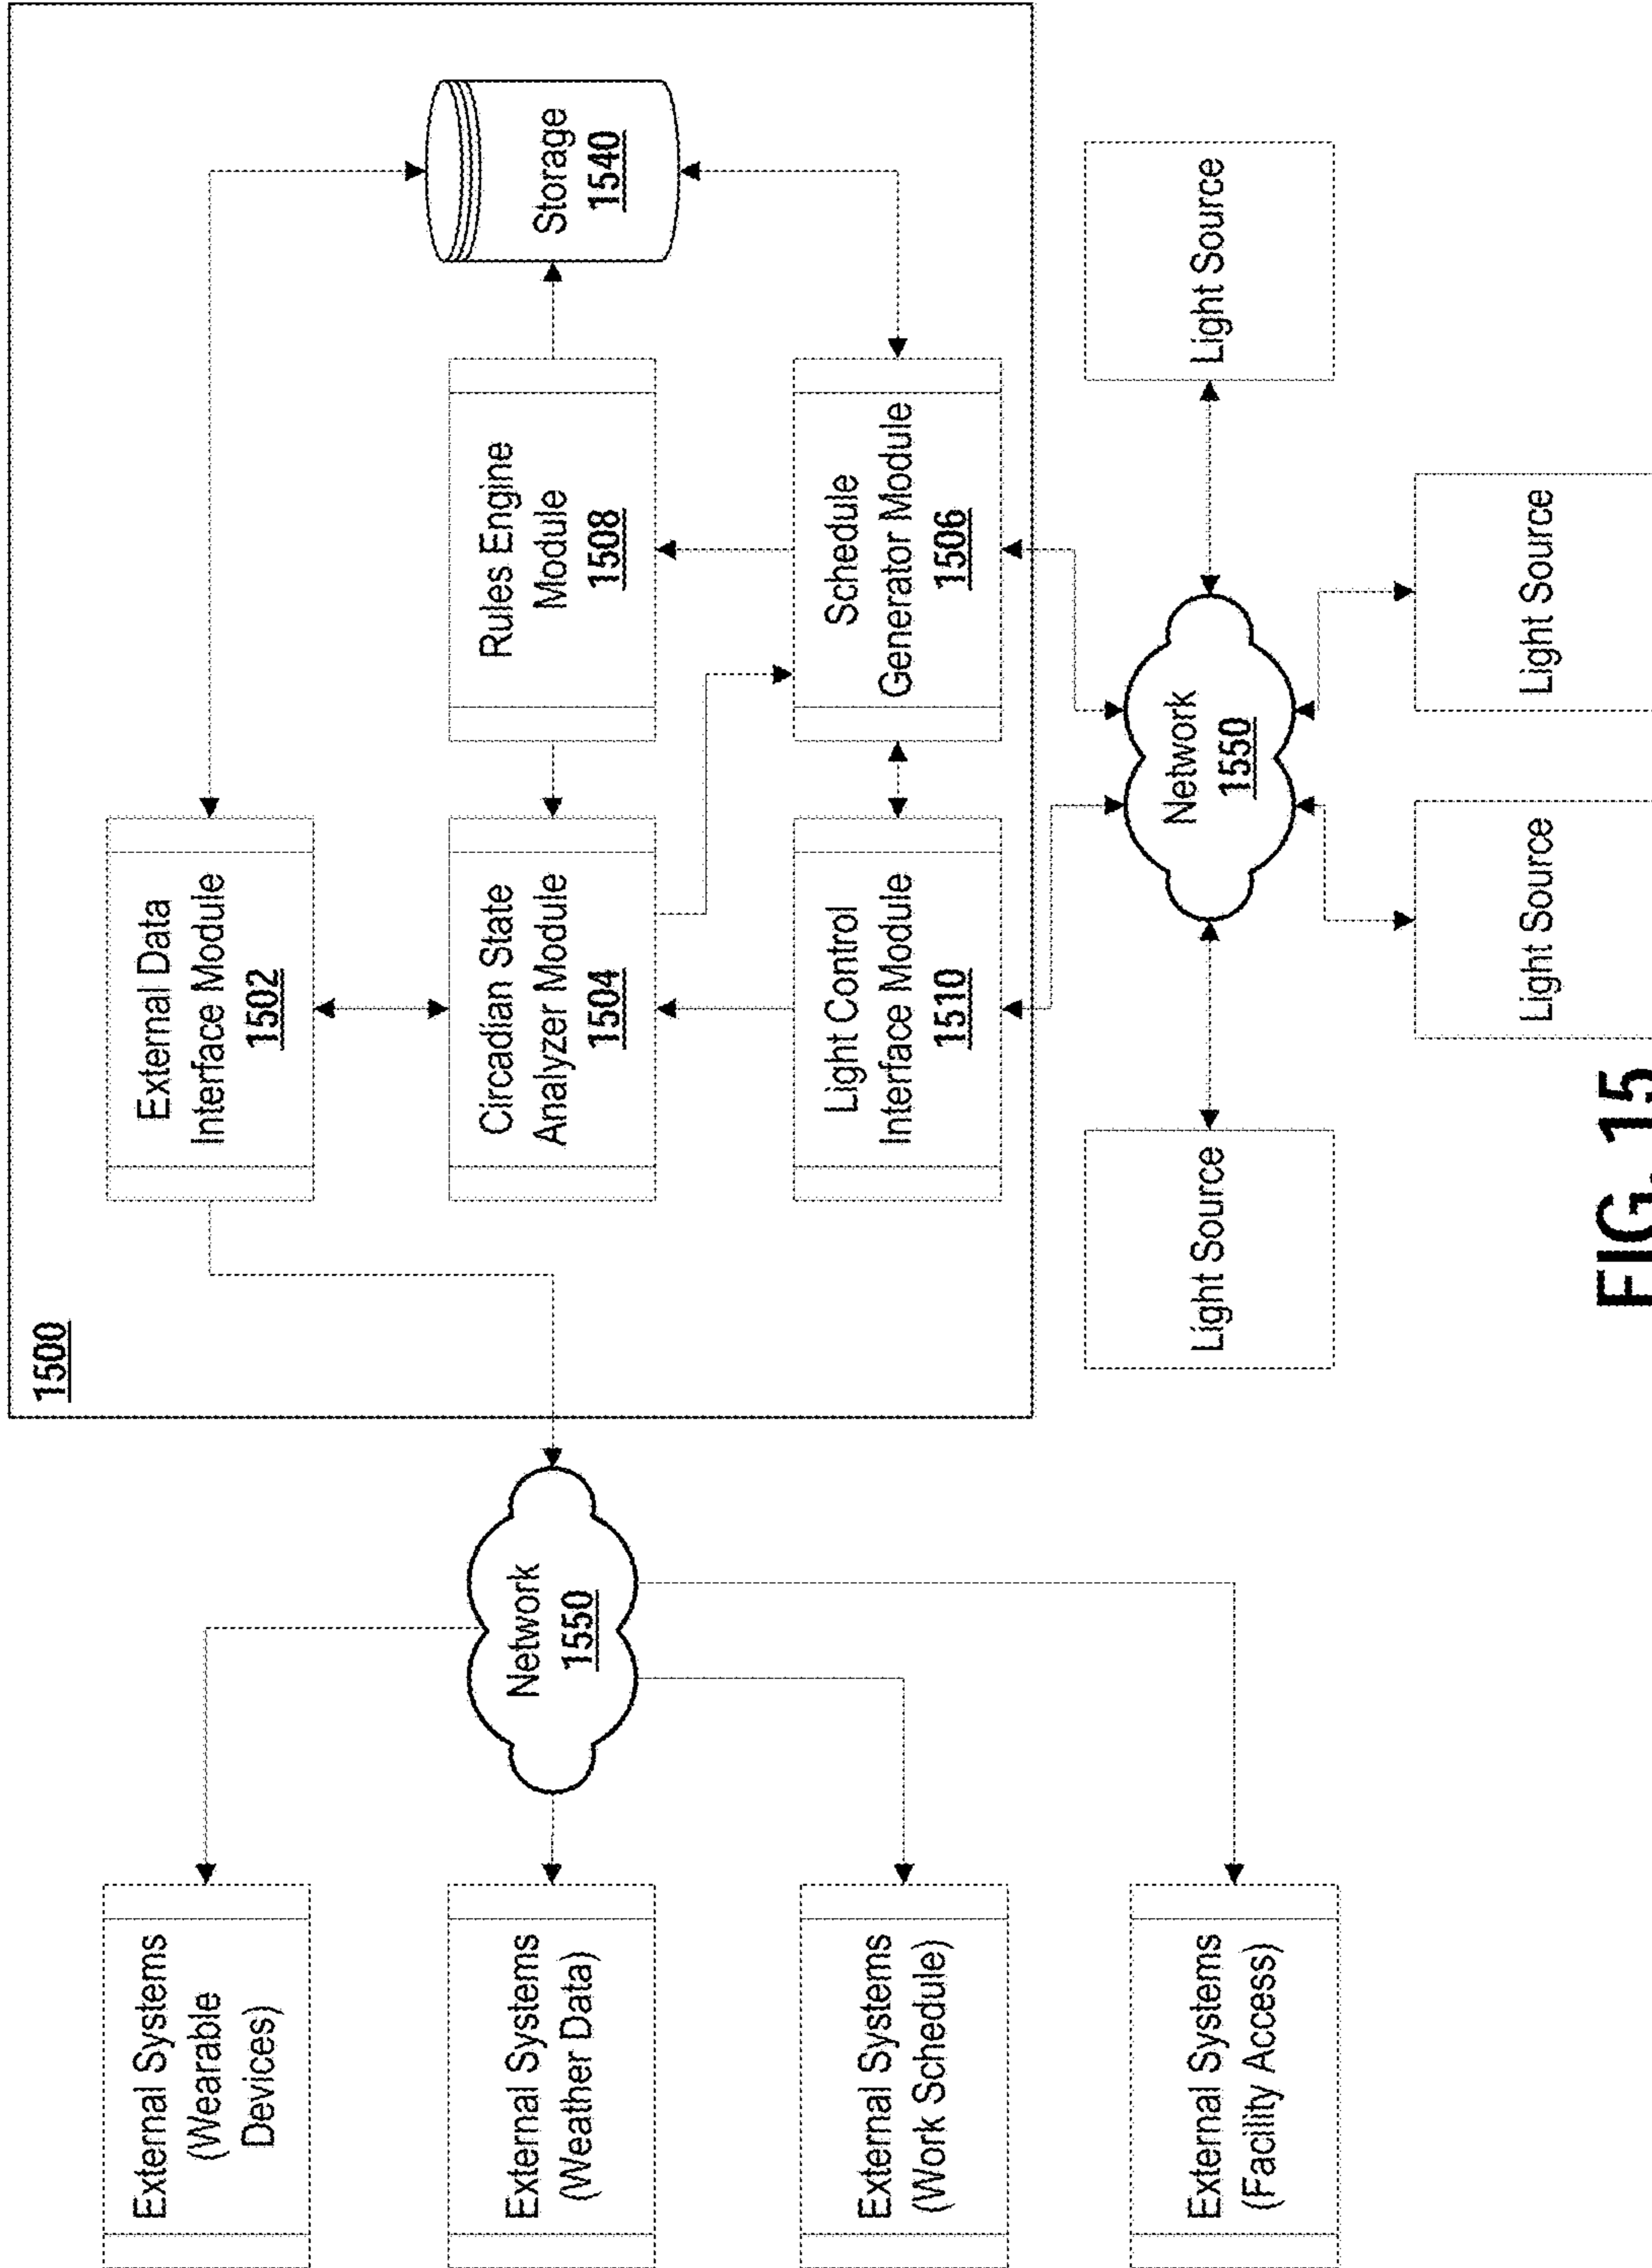 1500
External Systems
(Wearable
Devices)
External Systems
(Weather Data)
External Systems
(Work Schedule)
External Systems
(Facility Access)
Network
1550
External Data
Interface Module
1502
Circadian State
Analyzer Module
1504
Light Control
Interface Module
1510
Rules Engine
Module
1508
Schedule
Generator Module
1506
Storage
1540
Network
1550
Light Source
Light Source
Light Source
Light Source
FIG. 15